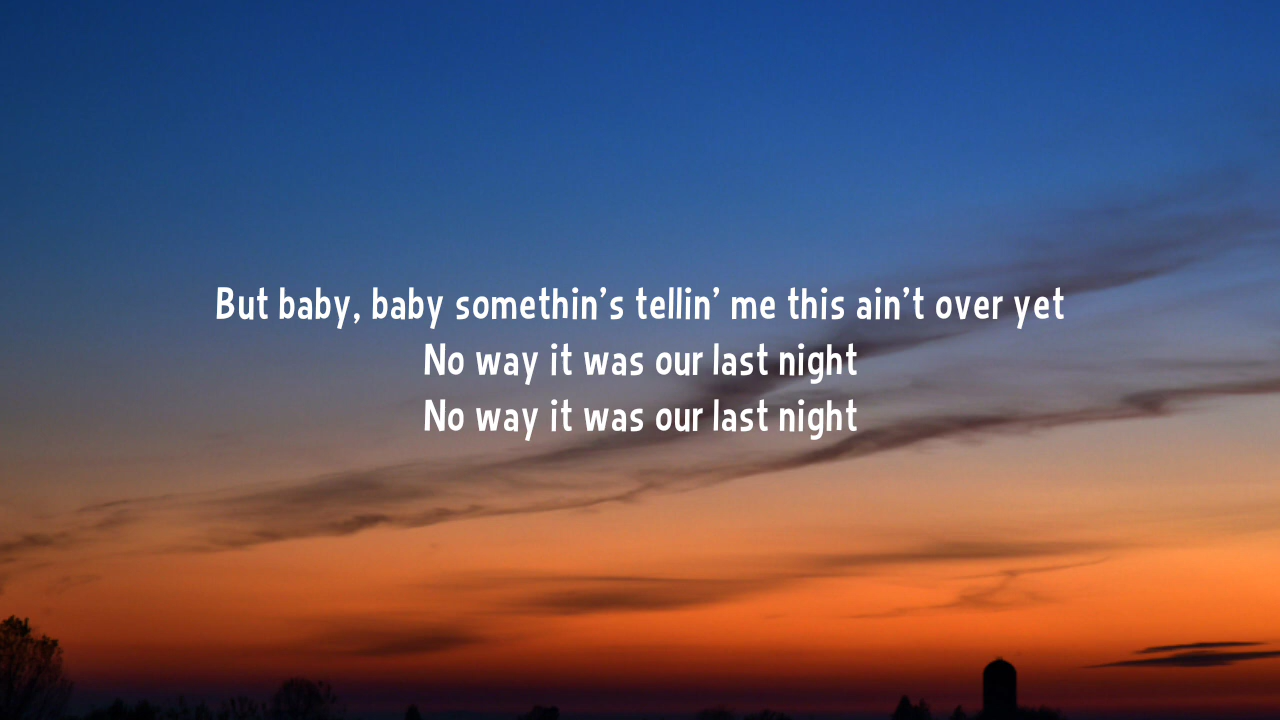 But baby, baby somethin's tellin' me this ain't over yet
No way it was our last night
No way it was our last night